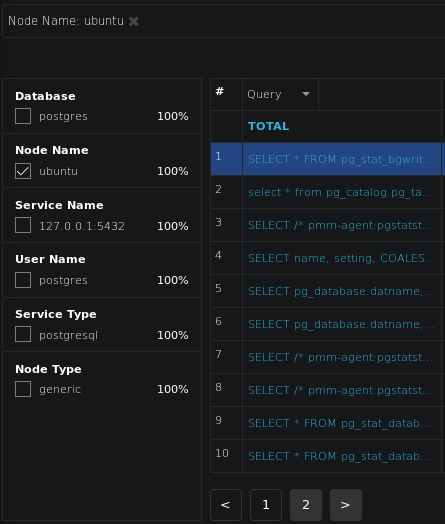 Node Name: ubuntu ✖
Database
postgres 100%
Node Name
ubuntu 100%
Service Name
127.0.0.1:5432 100%
User Name
postgres 100%
Service Type
postgresql 100%
Node Type
generic 100%
# Query
TOTAL
1 SELECT * FROM pg_stat_bgwrit...
2 select * from pg_catalog.pg_ta...
3 SELECT /* pmm-agent:pgstatst...
4 SELECT name, setting, COALES...
5 SELECT pg_database.datname,...
6 SELECT pg_database.datname,...
7 SELECT /* pmm-agent:pgstatst...
8 SELECT /* pmm-agent:pgstatst...
9 SELECT * FROM pg_stat_datab...
10 SELECT * FROM pg_stat_datab...
< 1 2 >